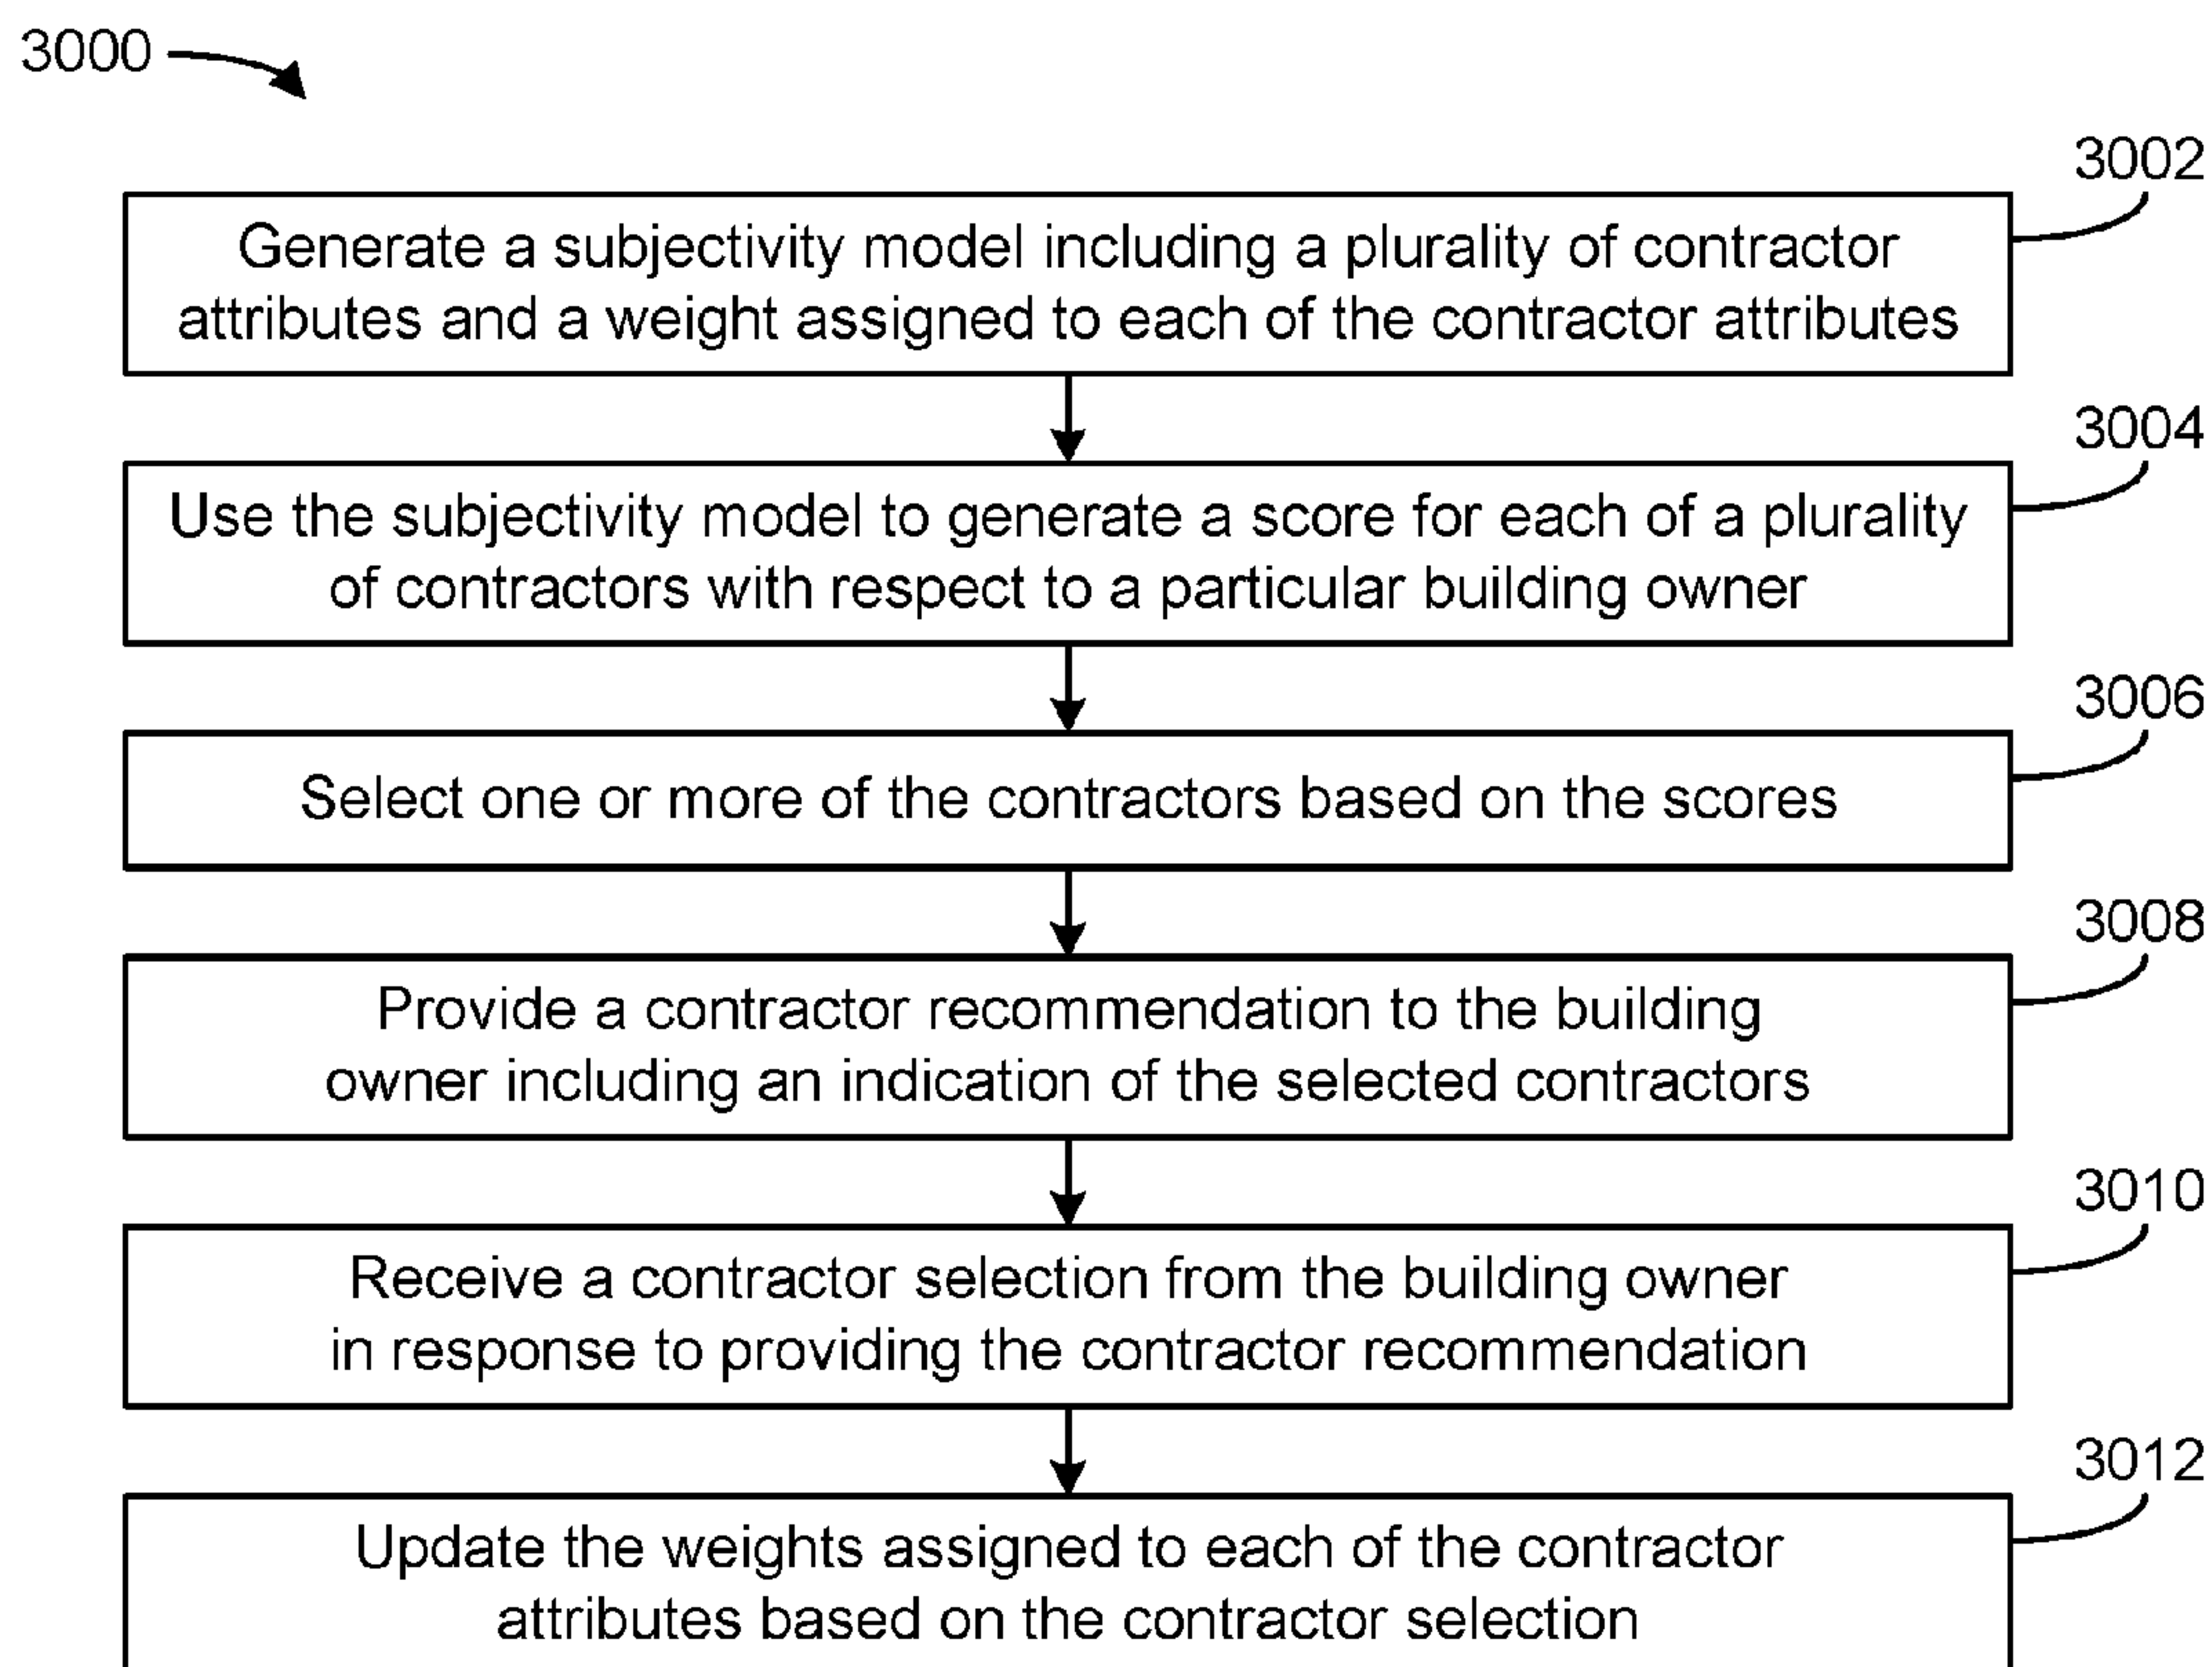 3000
3002
Generate a subjectivity model including a plurality of contractor
attributes and a weight assigned to each of the contractor attributes
3004
Use the subjectivity model to generate a score for each of a plurality
of contractors with respect to a particular building owner
3006
Select one or more of the contractors based on the scores
3008
Provide a contractor recommendation to the building
owner including an indication of the selected contractors
3010
Receive a contractor selection from the building owner
in response to providing the contractor recommendation
3012
Update the weights assigned to each of the contractor
attributes based on the contractor selection